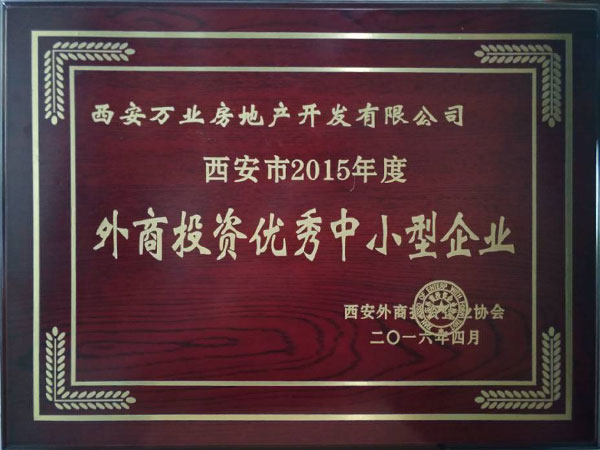 西安万业房地产开发有限公司
西安市2015年度
外商投资优秀中小型企业
西安外商投资企业协会
二〇一六年四月